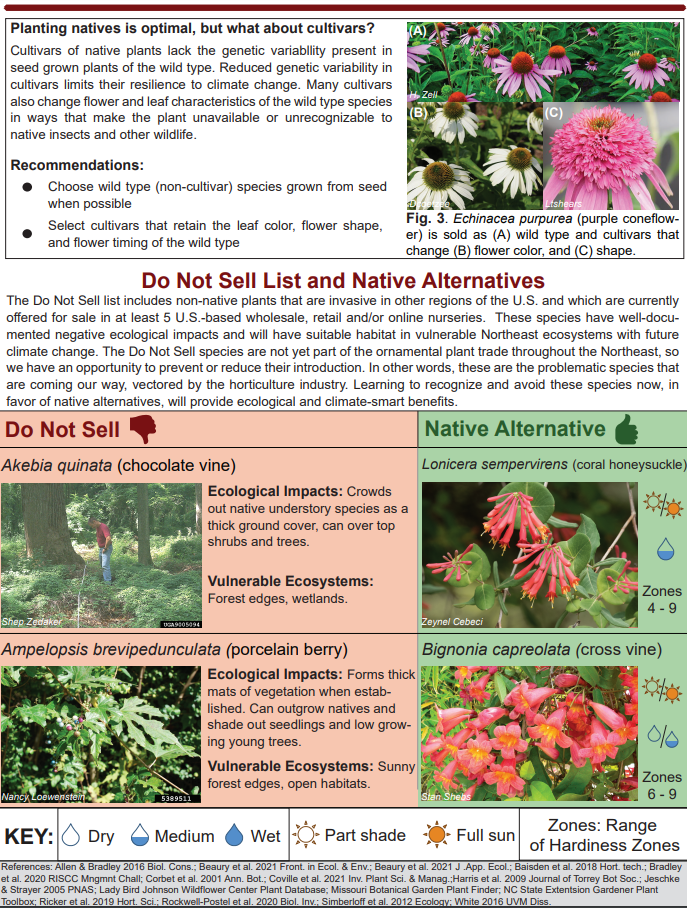 Planting natives is optimal, but what about cultivars?
Cultivars of native plants lack the genetic variability present in
seed grown plants of the wild type. Reduced genetic variability in
cultivars limits their resilience to climate change. Many cultivars
also change flower and leaf characteristics of the wild type species
in ways that make the plant unavailable or unrecognizable to
native insects and other wildlife.
Recommendations:
● Choose wild type (non-cultivar) species grown from seed
when possible
● Select cultivars that retain the leaf color, flower shape,
and flower timing of the wild type
(A)
H. Zell
(B)
(C)
Ltshears
Fig. 3. Echinacea purpurea (purple coneflow-
er) is sold as (A) wild type and cultivars that
change (B) flower color, and (C) shape.
Do Not Sell List and Native Alternatives
The Do Not Sell list includes non-native plants that are invasive in other regions of the U.S. and which are currently
offered for sale in at least 5 U.S.-based wholesale, retail and/or online nurseries. These species have well-docu-
mented negative ecological impacts and will have suitable habitat in vulnerable Northeast ecosystems with future
climate change. The Do Not Sell species are not yet part of the ornamental plant trade throughout the Northeast, so
we have an opportunity to prevent or reduce their introduction. In other words, these are the problematic species that
are coming our way, vectored by the horticulture industry. Learning to recognize and avoid these species now, in
favor of native alternatives, will provide ecological and climate-smart benefits.
Do Not Sell
Native Alternative
Akebia quinata (chocolate vine)
Shep Zedaker
UGA9005094
Ecological Impacts: Crowds
out native understory species as a
thick ground cover, can over top
shrubs and trees.
Vulnerable Ecosystems:
Forest edges, wetlands.
Lonicera sempervirens (coral honeysuckle)
Zeynel Cebeci
Zones
4 - 9
Ampelopsis brevipedunculata (porcelain berry)
Nancy Loewenstein
5389511
Ecological Impacts: Forms thick
mats of vegetation when estab-
lished. Can outgrow natives and
shade out seedlings and low grow-
ing young trees.
Vulnerable Ecosystems: Sunny
forest edges, open habitats.
Bignonia capreolata (cross vine)
Sten Shebs
Zones
6 - 9
KEY:
Dry
Medium
Wet
Part shade
Full sun
Zones: Range
of Hardiness Zones
References: Allen & Bradley 2016 Biol. Cons.; Beaury et al. 2021 Front. in Ecol. & Env.; Beaury et al. 2021 J .App. Ecol.; Baisden et al. 2018 Hort. tech.; Bradley
et al. 2020 RISCC Mngmnt Chall; Corbet et al. 2001 Ann. Bot.; Coville et al. 2021 Inv. Plant Sci. & Manag.;Harris et al. 2009 Journal of Torrey Bot Soc.; Jeschke
& Strayer 2005 PNAS; Lady Bird Johnson Wildflower Center Plant Database; Missouri Botanical Garden Plant Finder; NC State Extentsion Gardener Plant
Toolbox; Ricker et al. 2019 Hort. Sci.; Rockwell-Postel et al. 2020 Biol. Inv.; Simberloff et al. 2012 Ecology; White 2016 UVM Diss.